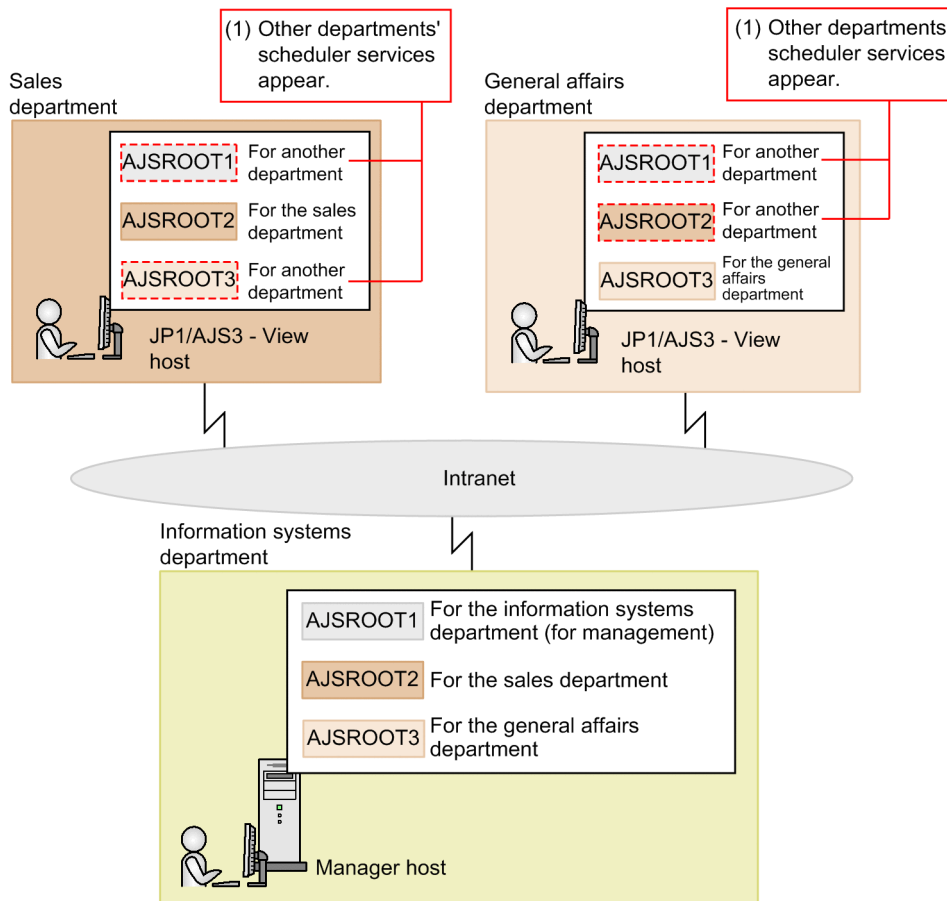 (1) Other departments'
scheduler services
appear.
(1) Other departments
scheduler services
appear.
Sales
department
General affairs
department
AJSROOT1
For another
department
AJSROOT2
For the sales
department
AJSROOT3
For another
department
JP1/AJS3 - View
host
AJSROOT1
For another
department
AJSROOT2
For another
department
AJSROOT3
For the general
affairs
department
JP1/AJS3 - View
host
Intranet
Information systems
department
AJSROOT1
For the information systems
department (for management)
AJSROOT2
For the sales department
AJSROOT3
For the general affairs
department
Manager host